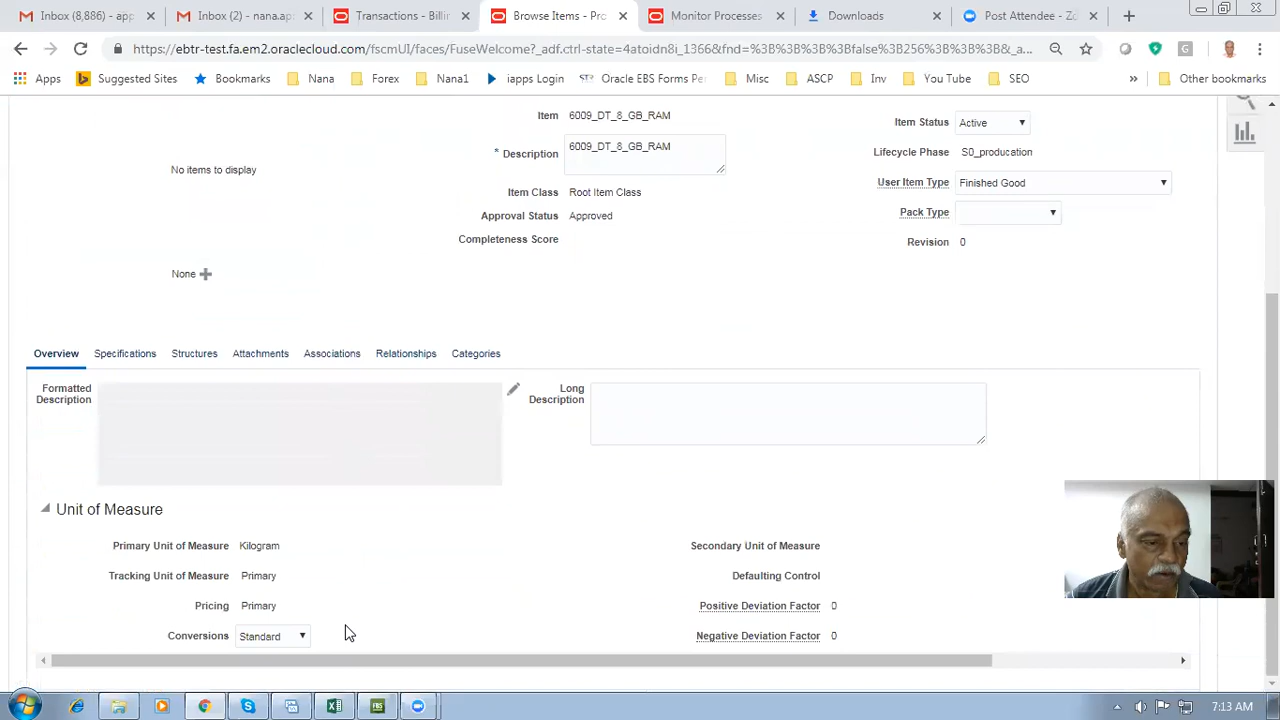 Inbox (6,886) - app
Inbox () - nana.ap
Transactions - Billin
Browse Items - Pro
Monitor Processes
Downloads
Post Attendee - Zo
https://ebtr-test.fa.em2.oraclecloud.com/fscmUI/faces/FuseWelcome?_adf.ctrl-state=4atoidn8i_1366&fnd=%3B%3B%3B%3Bfalse%3B256%3B%3B%3B&_a...
Apps
Suggested Sites
Bookmarks
Nana
Forex
Nana1
iapps Login
Oracle EBS Forms Pe
Misc
ASCP
Inv
You Tube
SEO
»
Other bookmarks
Item 6009_DT_8_GB_RAM
Item Status Active
* Description 6009_DT_8_GB_RAM
Lifecycle Phase S0_producation
No items to display
User Item Type Finished Good
Item Class Root Item Class
Approval Status Approved
Pack Type
Completeness Score
Revision 0
None
Overview Specifications Structures Attachments Associations Relationships Categories
Formatted Description
Long Description
Unit of Measure
Primary Unit of Measure Kilogram
Secondary Unit of Measure
Tracking Unit of Measure Primary
Defaulting Control
Pricing Primary
Positive Deviation Factor 0
Conversions Standard
Negative Deviation Factor 0
7:13 AM